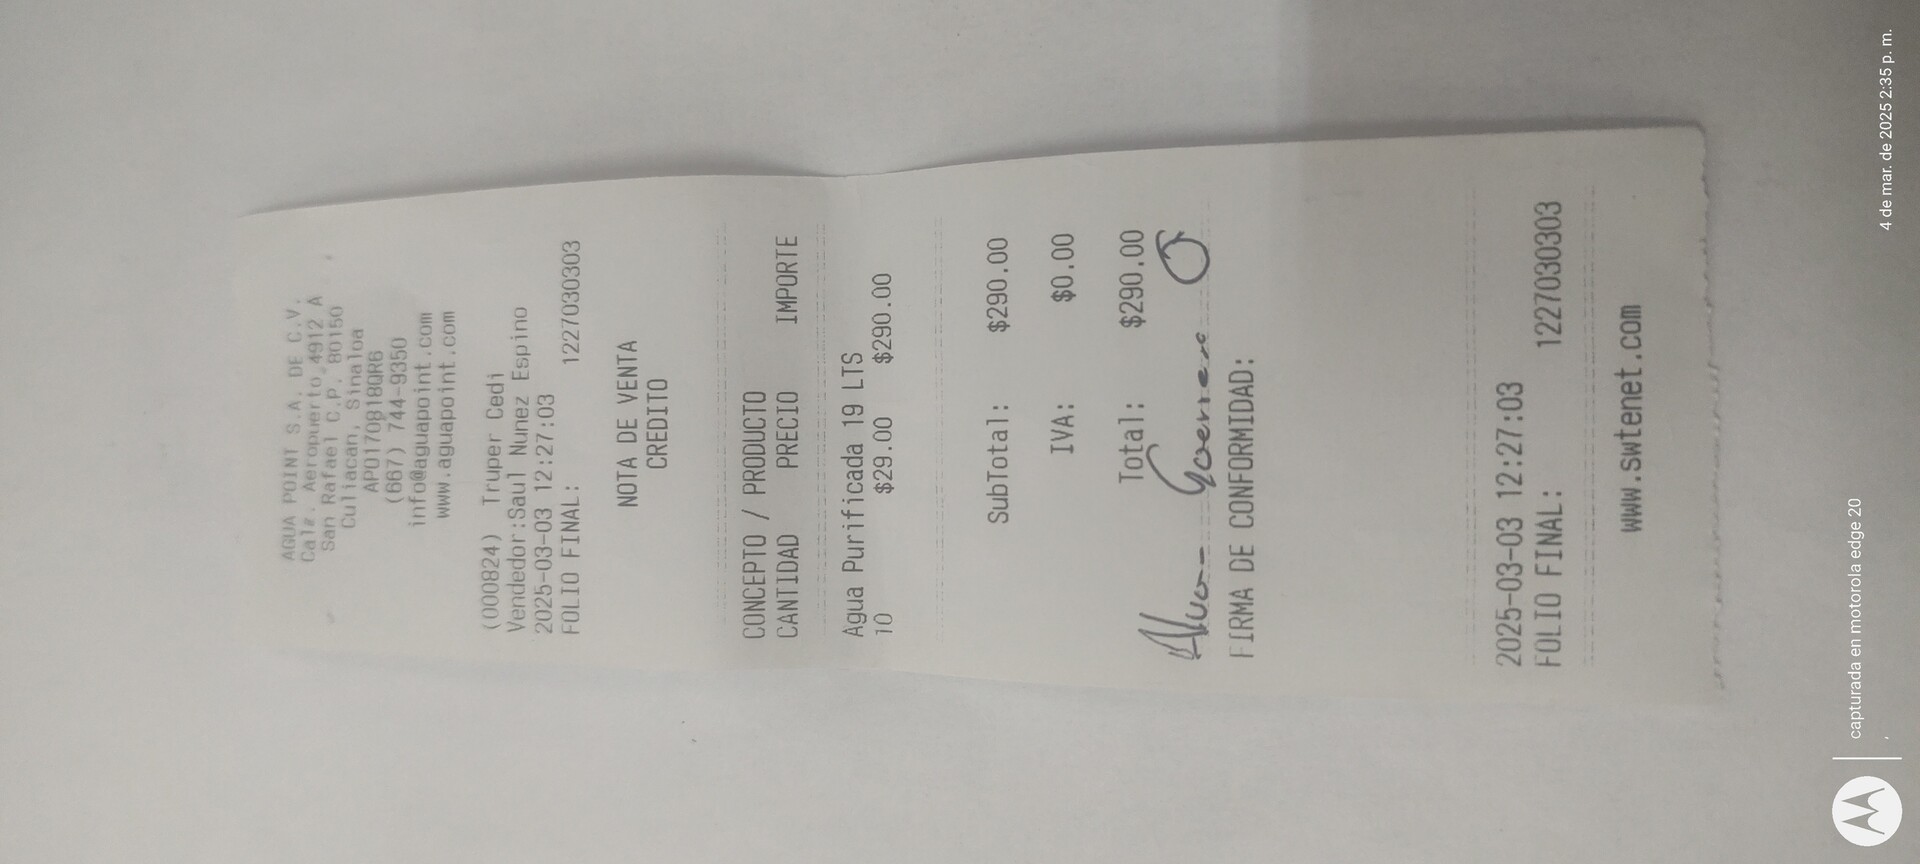 AGUA POINT S.A. DE C.V.
Calz. Aeropuerto 4912 A
San Rafael C.P. 80150
Culiacan, Sinaloa
APO170818QR6
(667) 744-9350
info@aguapoint.com
www.aguapoint.com
(000824) Truper Cedi
Vendedor:Saul Nunez Espino
2025-03-03 12:27:03
FOLIO FINAL: 1227030303
NOTA DE VENTA
CREDITO
CONCEPTO / PRODUCTO
CANTIDAD PRECIO IMPORTE
Agua Purificada 19 LTS
10 $29.00 $290.00
SubTotal: $290.00
IVA: $0.00
Total: $290.00
FIRMA DE CONFORMIDAD:
2025-03-03 12:27:03
FOLIO FINAL: 1227030303
www.swtenet.com
capturada en motorola edge 20
4 de mar. de 2025 2:35 p. m.